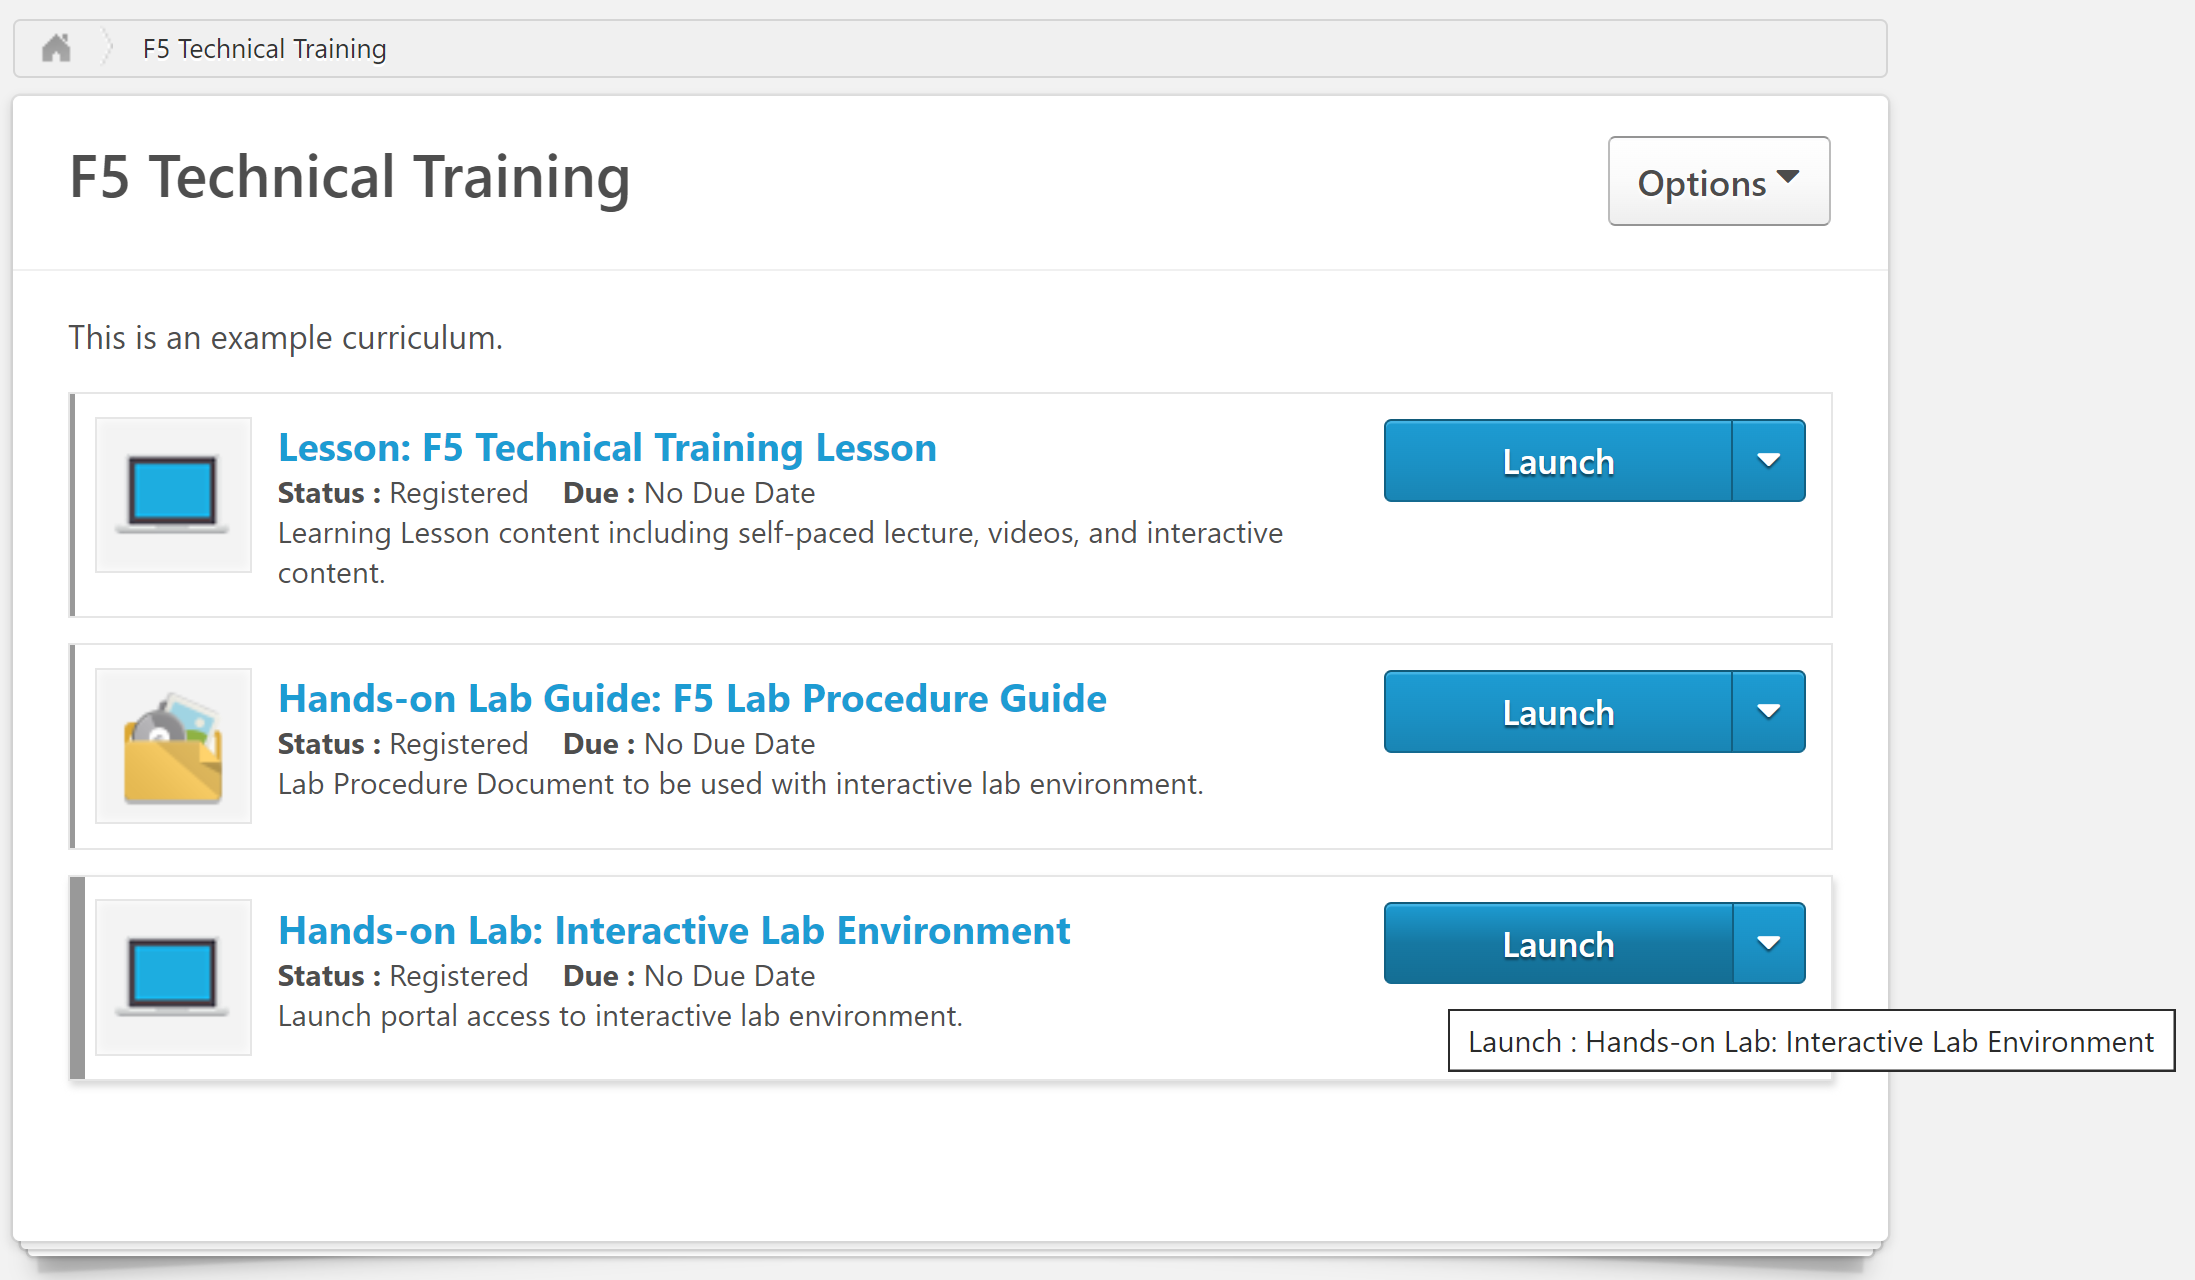 F5 Technical Training
F5 Technical Training
Options
This is an example curriculum.
Lesson: F5 Technical Training Lesson
Launch
Status : Registered Due : No Due Date
Learning Lesson content including self-paced lecture, videos, and interactive
content.
Hands-on Lab Guide: F5 Lab Procedure Guide
Launch
Status : Registered Due : No Due Date
Lab Procedure Document to be used with interactive lab environment.
Hands-on Lab: Interactive Lab Environment
Launch
Status : Registered Due : No Due Date
Launch portal access to interactive lab environment.
Launch : Hands-on Lab: Interactive Lab Environment